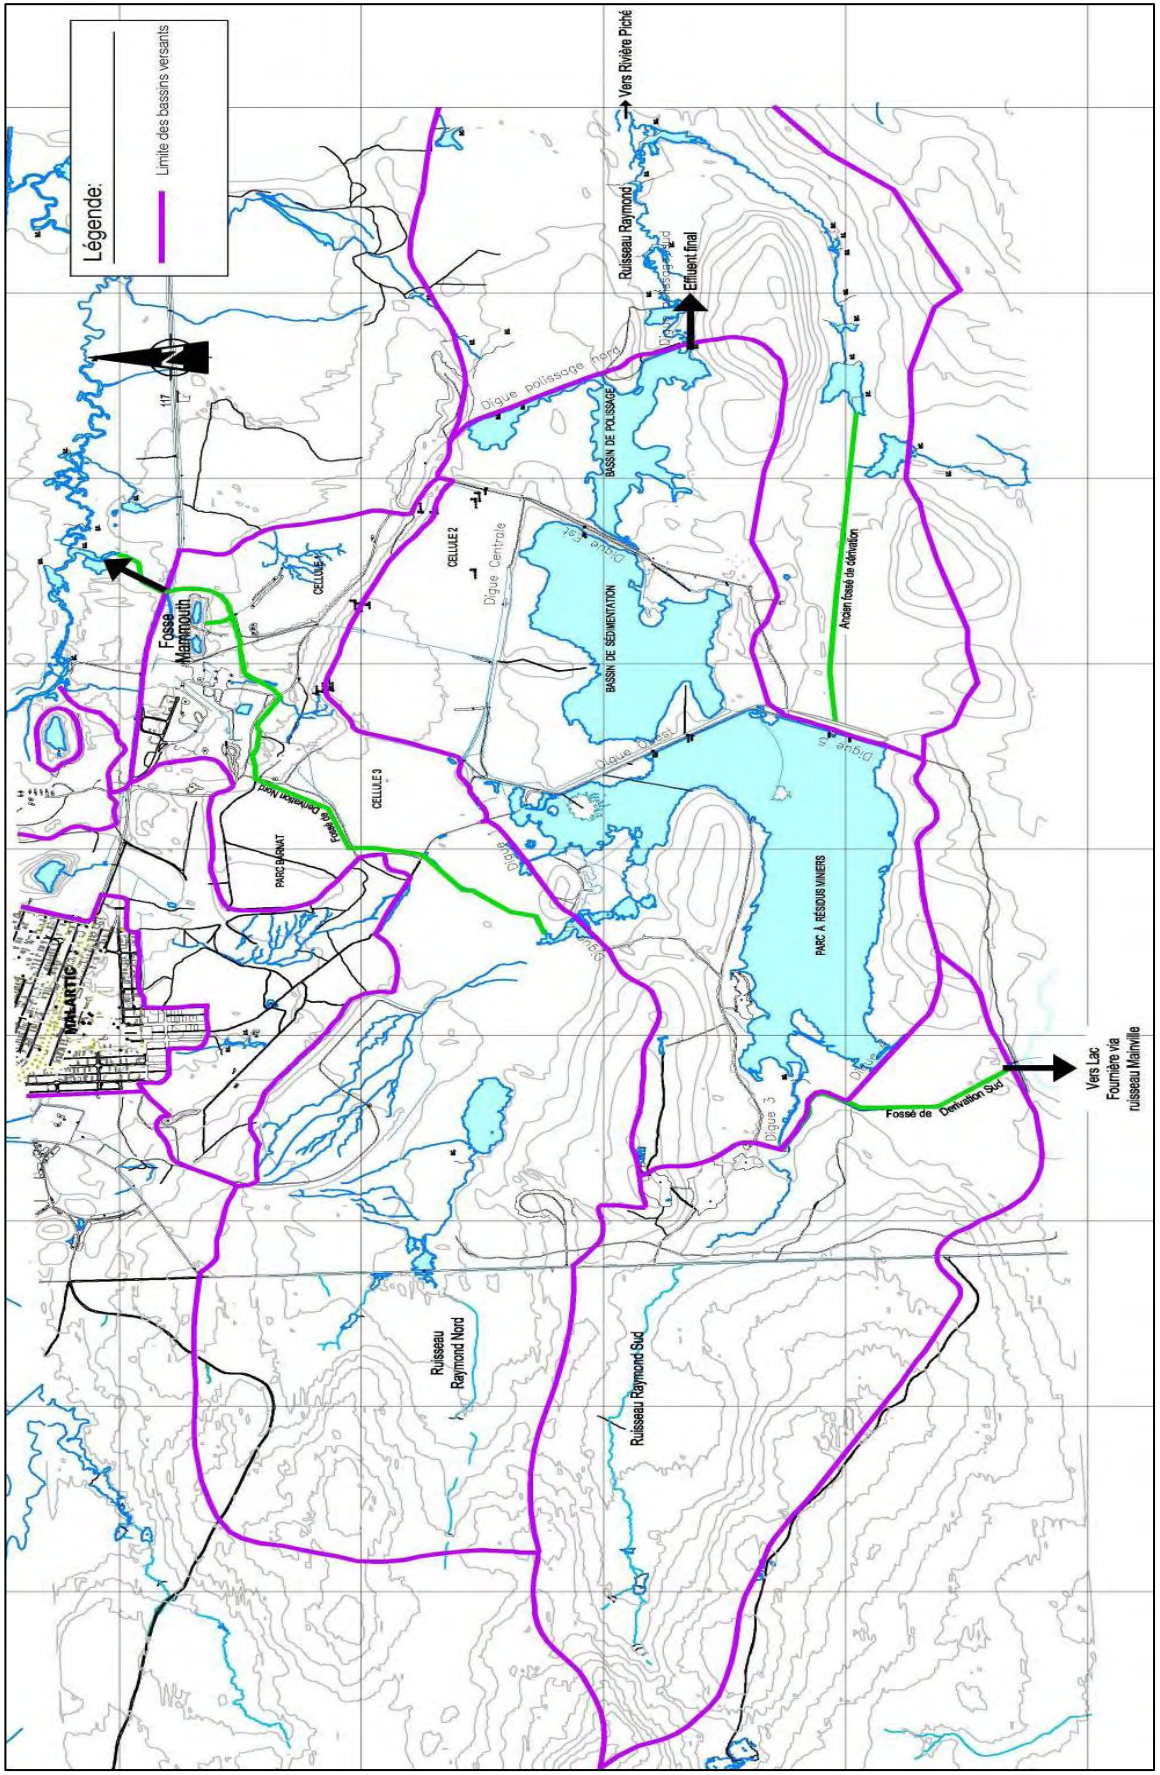 Légende:
Limite des bassins versants
117
N
Fosse
Mammouth
MALARTIC
PARC BARNAT
Fossé de Dérivation Nord
CELLULE 3
CELLULE 2
Digue Centrale
Digue polissage nord
BASSIN DE POLISSAGE
Digue Est
BASSIN DE SÉDIMENTATION
Digue Ouest
Ruisseau Raymond
Vers Rivière Piché
Effluent final
Ancien fossé de dérivation
Digue 5
PARC À RÉSIDUS MINIERS
Digue 3
Fossé de Dérivation Sud
Vers Lac
Fournière via
ruisseau Mainville
Ruisseau
Raymond Nord
Ruisseau Raymond Sud